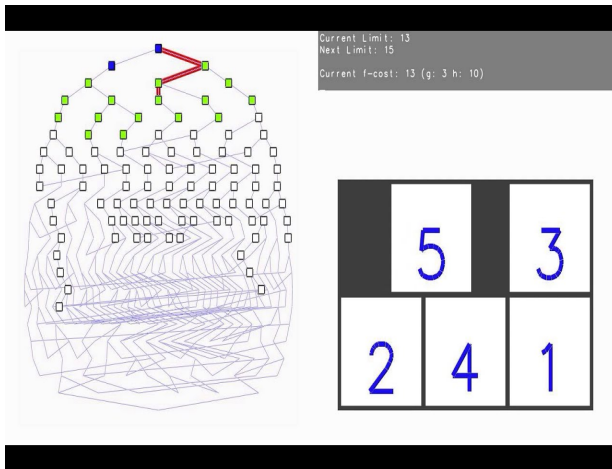 Current Limit: 13
Next Limit: 15
Current f-cost: 13 (g: 3 h: 10)
5 3
2 4 1